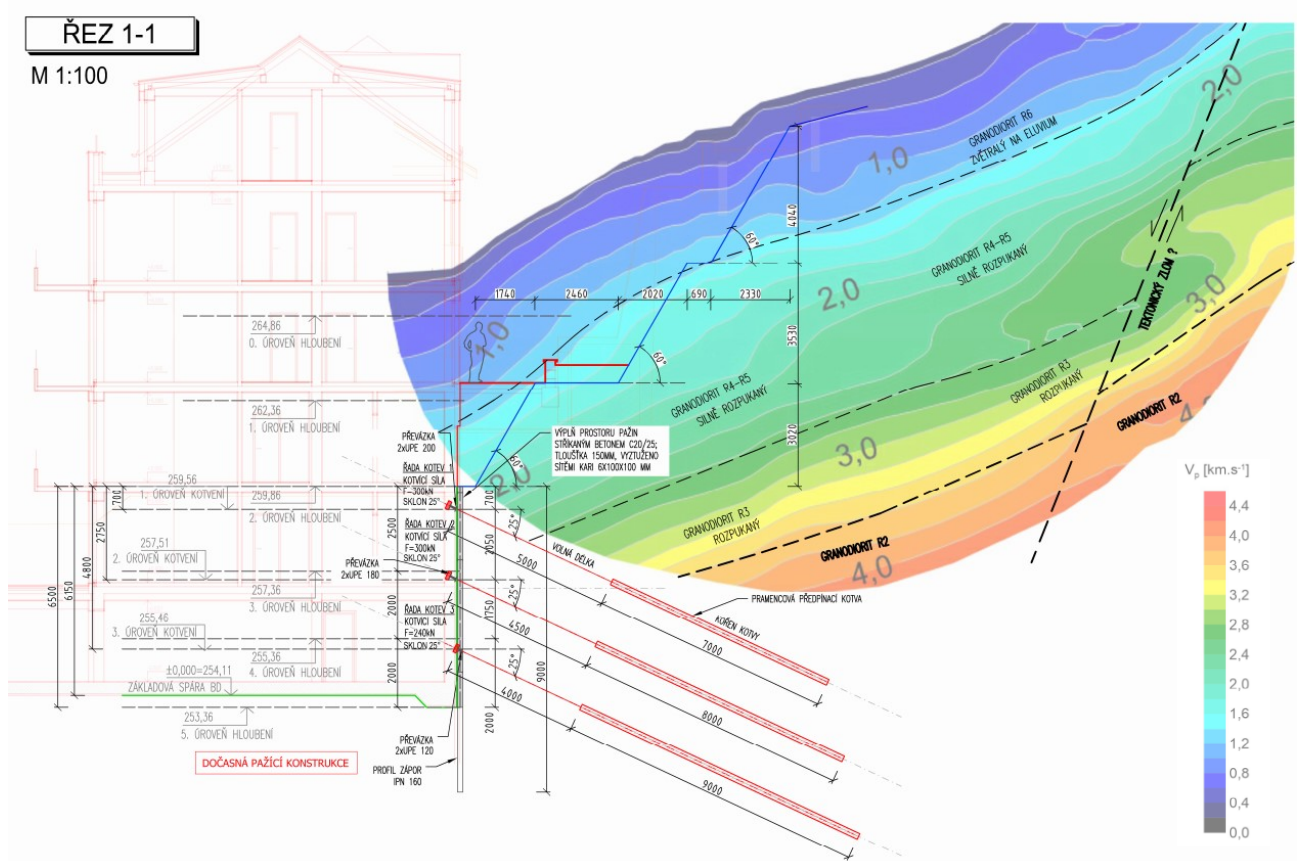 ŘEZ 1-1
M 1:100
GRANODIORIT R6
ZVĚTRALÝ NA ELUVIUM
1,0
2,0
GRANODIORIT R4-R5
SILNĚ ROZPUKANÝ
2,0
TEKTONICKÝ ZLOM ?
3,0
4040
60°
1740
2460
2020
690
2330
3530
60°
1,0
264,86
0. ÚROVEŇ HLOUBENÍ
262,36
1. ÚROVEŇ HLOUBENÍ
GRANODIORIT R4-R5
SILNĚ ROZPUKANÝ
GRANODIORIT R3
ROZPUKANÝ
GRANODIORIT R2
3,0
3020
60°
2,0
PŘEVÁZKA
2xUPE 200
VÝPLŇ PROSTORU PAŽIN
STŘÍKANÝM BETONEM C20/25;
TLOUŠŤKA 150MM, VYZTUŽENO
SÍTĚMI KARI 6X100X100 MM
ŘADA KOTEV 1
KOTVÍCÍ SÍLA
F=300kN
SKLON 25°
259,56
1. ÚROVEŇ KOTVENÍ
259,86
2. ÚROVEŇ HLOUBENÍ
700
700
25°
ŘADA KOTEV 2
KOTVÍCÍ SÍLA
F=300kN
SKLON 25°
2500
2050
2750
257,51
2. ÚROVEŇ KOTVENÍ
257,36
3. ÚROVEŇ HLOUBENÍ
PŘEVÁZKA
2xUPE 180
25°
VOLNÁ DÉLKA
5000
PRAMENCOVÁ PŘEDPÍNACÍ KOTVA
KOŘEN KOTVY
7000
GRANODIORIT R3
ROZPUKANÝ
GRANODIORIT R2
4,0
4800
6150
6500
255,46
3. ÚROVEŇ KOTVENÍ
255,36
4. ÚROVEŇ HLOUBENÍ
2000
1750
ŘADA KOTEV 3
KOTVÍCÍ SÍLA
F=240kN
SKLON 25°
25°
4500
8000
9000
±0,000=254,11
ZÁKLADOVÁ SPÁRA BD
253,36
5. ÚROVEŇ HLOUBENÍ
2000
2000
4000
9000
PŘEVÁZKA
2xUPE 120
PROFIL ZÁPOR
IPN 160
DOČASNÁ PAŽÍCÍ KONSTRUKCE
Vp [km.s-1]
4,4
4,0
3,6
3,2
2,8
2,4
2,0
1,6
1,2
0,8
0,4
0,0